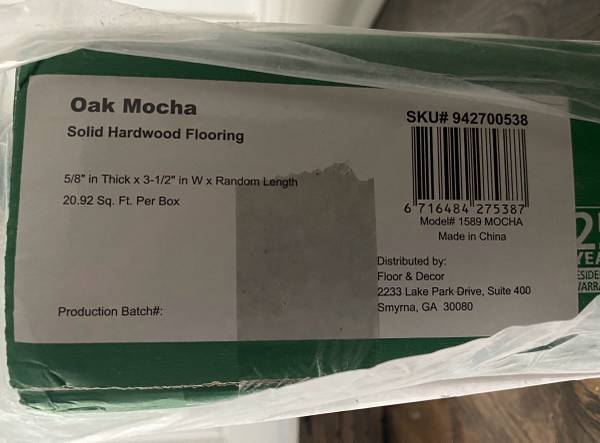 Oak Mocha
Solid Hardwood Flooring
5/8" in Thick x 3-1/2" in W x Random Length
20.92 Sq. Ft. Per Box
Production Batch#:
SKU# 942700538
6 716484 275387
Model# 1589 MOCHA
Made in China
Distributed by:
Floor & Decor
2233 Lake Park Drive, Suite 400
Smyrna, GA 30080